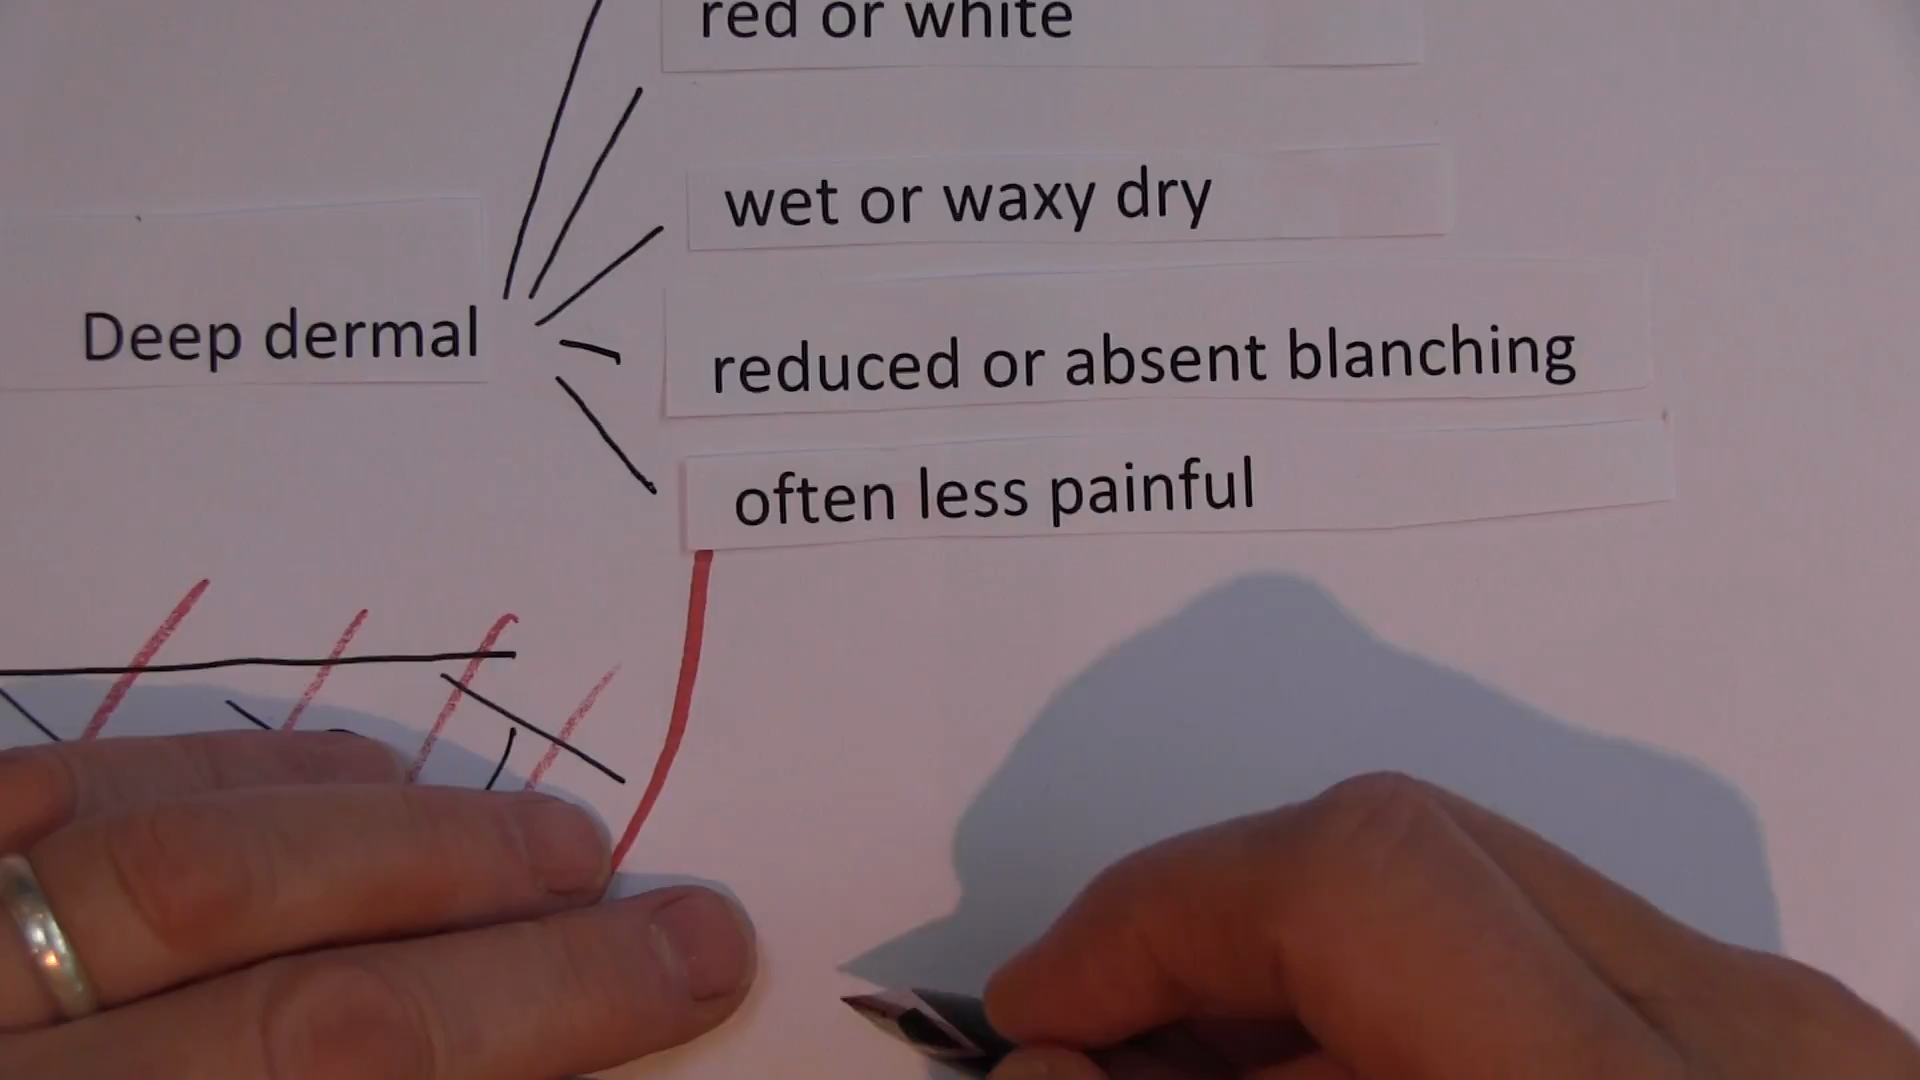 red or white
wet or waxy dry
Deep dermal
reduced or absent blanching
often less painful